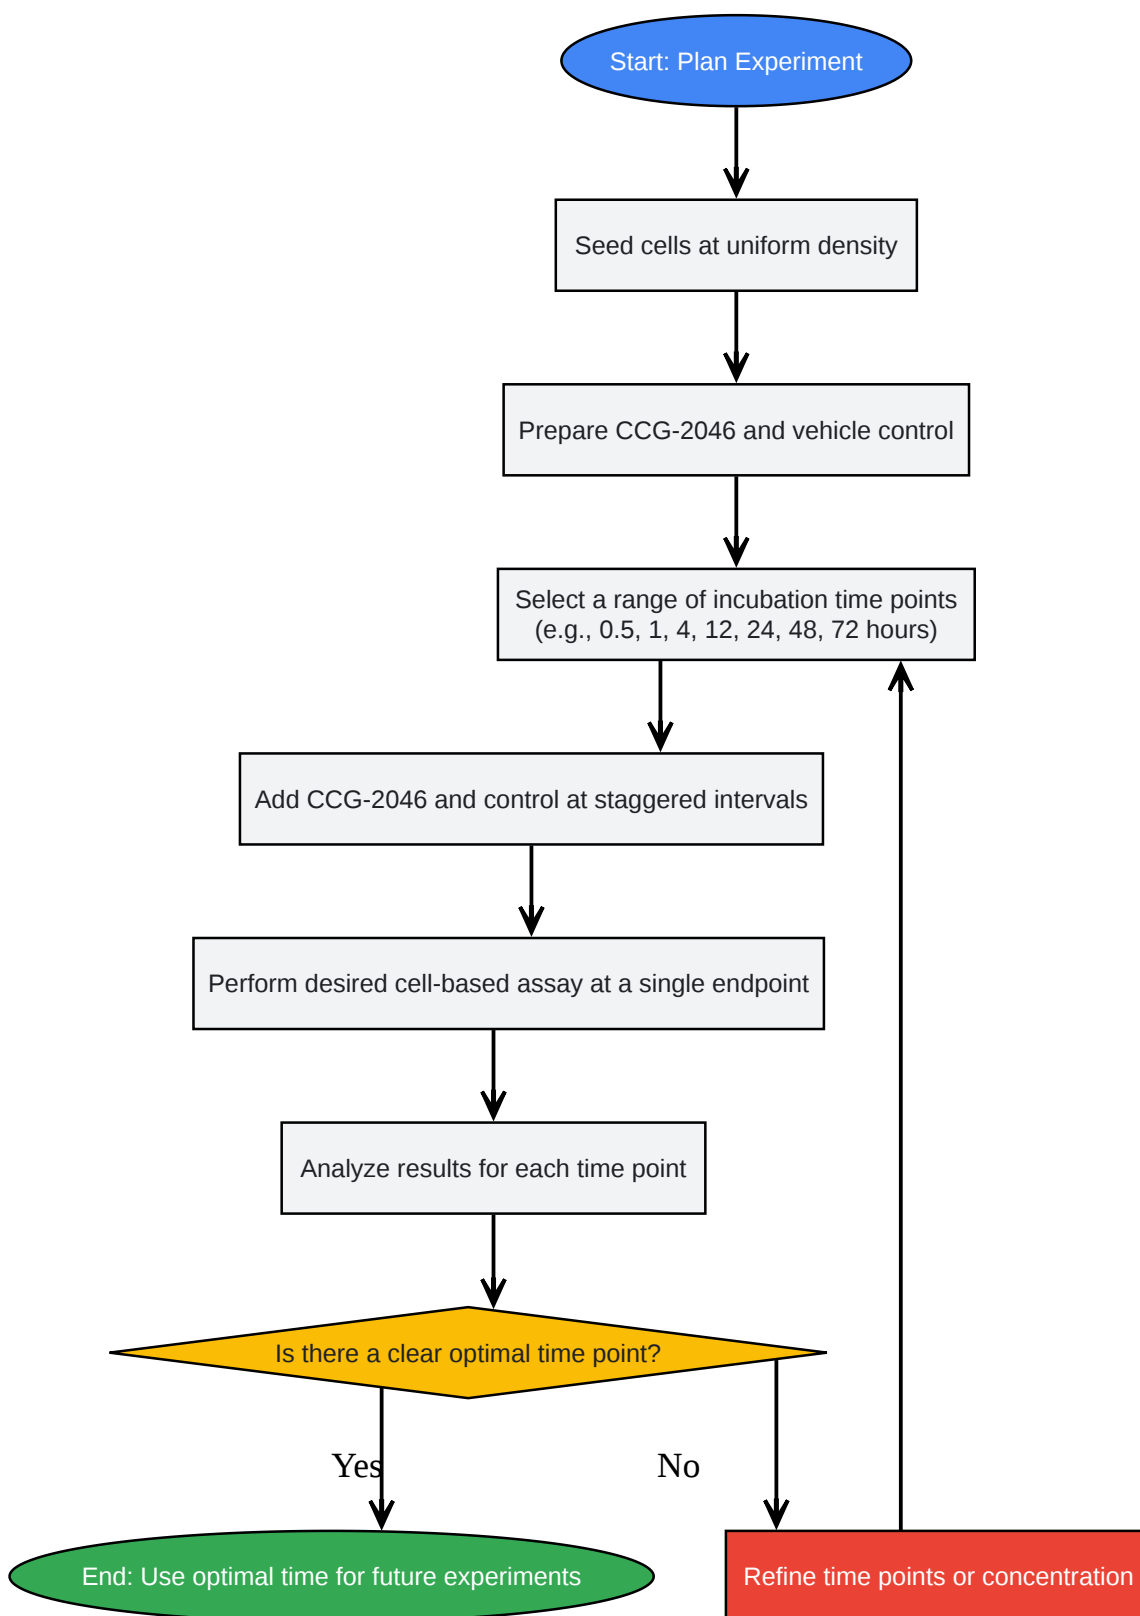 Start: Plan Experiment
Seed cells at uniform density
Prepare CCG-2046 and vehicle control
Select a range of incubation time points
(e.g., 0.5, 1, 4, 12, 24, 48, 72 hours)
Add CCG-2046 and control at staggered intervals
Perform desired cell-based assay at a single endpoint
Analyze results for each time point
Is there a clear optimal time point?
Yes
No
End: Use optimal time for future experiments
Refine time points or concentration